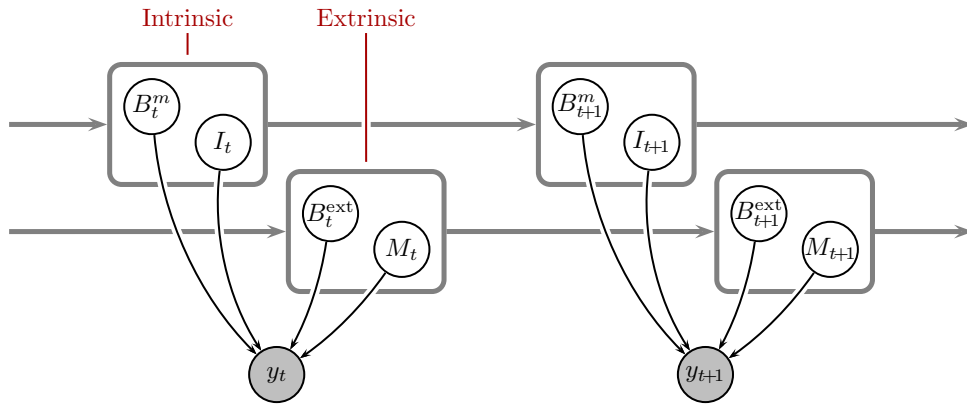 Intrinsic Extrinsic
B_t^m B_{t+1}^m
I_t I_{t+1}
B_t^ext B_{t+1}^ext
M_t M_{t+1}
y_t y_{t+1}